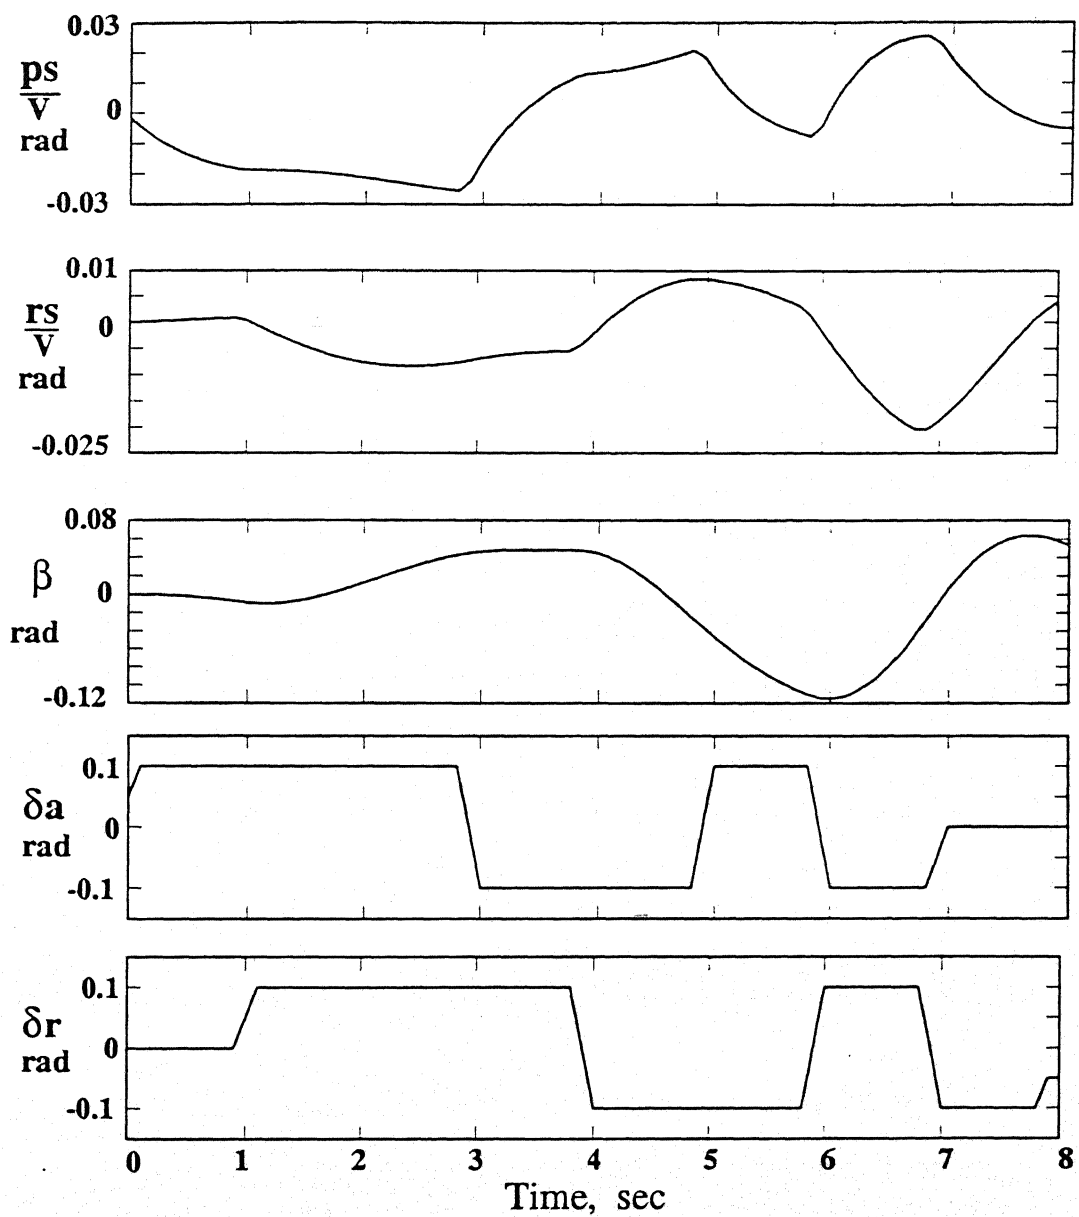 0.03
ps
V
rad
0
-0.03
0.01
rs
V
rad
0
-0.025
0.08
β
rad
0
-0.12
δa
rad
0.1
0
-0.1
δr
rad
0.1
0
-0.1
0 1 2 3 4 5 6 7 8
Time, sec